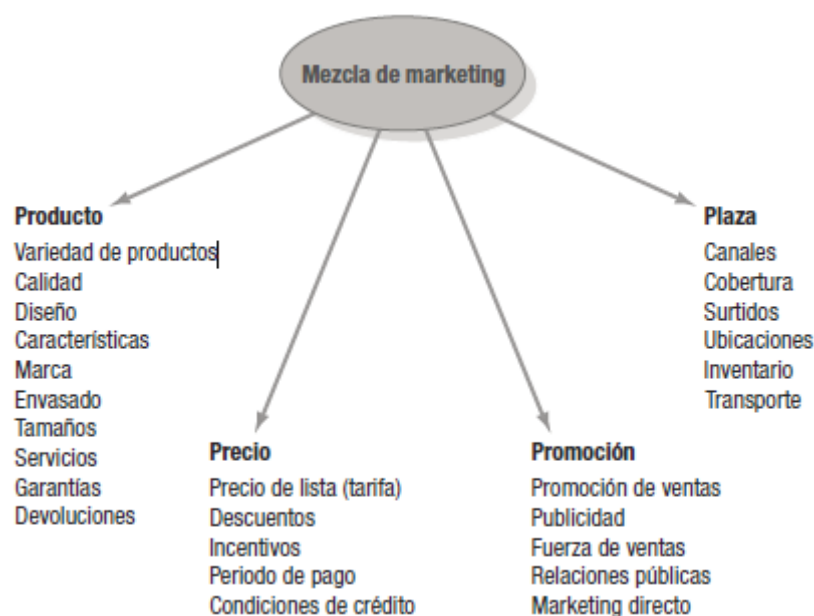 Mezcla de marketing
Producto
Variedad de productos
Calidad
Diseño
Características
Marca
Envasado
Tamaños
Servicios
Garantías
Devoluciones
Precio
Precio de lista (tarifa)
Descuentos
Incentivos
Periodo de pago
Condiciones de crédito
Promoción
Promoción de ventas
Publicidad
Fuerza de ventas
Relaciones públicas
Marketing directo
Plaza
Canales
Cobertura
Surtidos
Ubicaciones
Inventario
Transporte